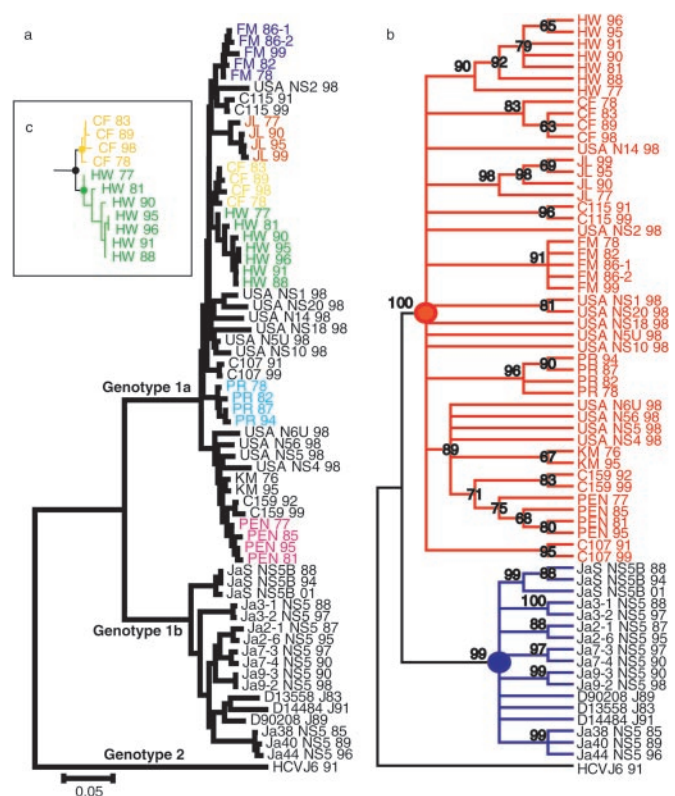 a
FM 86-1
FM 86-2
FM 99
FM 82
FM 78
USA NS2 98
C115 91
C115 99
JL 77
JL 90
JL 95
JL 99
CF 78
CF 89
CF 98
CF 83
HW 77
HW 81
HW 90
HW 95
HW 96
HW 91
HW 88
USA NS1 98
USA NS20 98
USA N14 98
USA NS18 98
USA N5U 98
USA NS10 98
C107 91
C107 99
Genotype 1a
PR 78
PR 82
PR 87
PR 94
USA N6U 98
USA N56 98
USA NS5 98
USA NS4 98
KM 76
KM 95
C159 92
C159 99
PEN 77
PEN 85
PEN 95
PEN 81
JaS NS5B 88
JaS NS5B 94
JaS NS5B 01
Ja3-1 NS5 88
Ja3-2 NS5 97
Genotype 1b
Ja2-1 NS5 87
Ja2-6 NS5 95
Ja7-3 NS5 97
Ja7-4 NS5 90
Ja9-3 NS5 90
Ja9-2 NS5 98
D13558 J83
D14484 J91
D90208 J89
Ja38 NS5 85
Ja40 NS5 89
Ja44 NS5 96
Genotype 2
HCVJ6 91
0.05
c
CF 83
CF 89
CF 98
CF 78
HW 77
HW 81
HW 90
HW 95
HW 96
HW 91
HW 88
b
65
HW 96
HW 95
79
HW 91
92
HW 90
90
HW 81
HW 88
HW 77
83
CF 78
CF 83
63
CF 89
CF 98
USA N14 98
69
JL 99
JL 95
98
98
JL 90
JL 77
98
C115 91
C115 99
USA NS2 98
91
FM 78
FM 82
FM 86-1
FM 86-2
FM 99
100
81
USA NS1 98
USA NS20 98
USA NS18 98
USA N5U 98
USA NS10 98
96
90
PR 94
PR 87
PR 82
PR 78
USA N6U 98
USA N56 98
USA NS5 98
USA NS4 98
89
67
KM 76
KM 95
83
C159 92
C159 99
71
75
PEN 77
PEN 85
68
80
PEN 81
PEN 95
95
C107 91
C107 99
99
88
JaS NS5B 88
JaS NS5B 94
JaS NS5B 01
100
Ja3-1 NS5 88
Ja3-2 NS5 97
88
Ja2-1 NS5 87
Ja2-6 NS5 95
99
97
Ja7-3 NS5 97
Ja7-4 NS5 90
99
Ja9-3 NS5 90
Ja9-2 NS5 98
D90208 J89
D13558 J83
D14484 J91
99
Ja38 NS5 85
Ja40 NS5 89
Ja44 NS5 96
HCVJ6 91